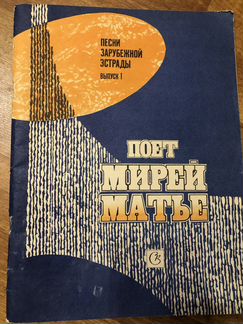 ПЕСНИ
ЗАРУБЕЖНОЙ
ЭСТРАДЫ
ВЫПУСК 1
ПОЕТ
МИРЕЙ
МАТЬЕ